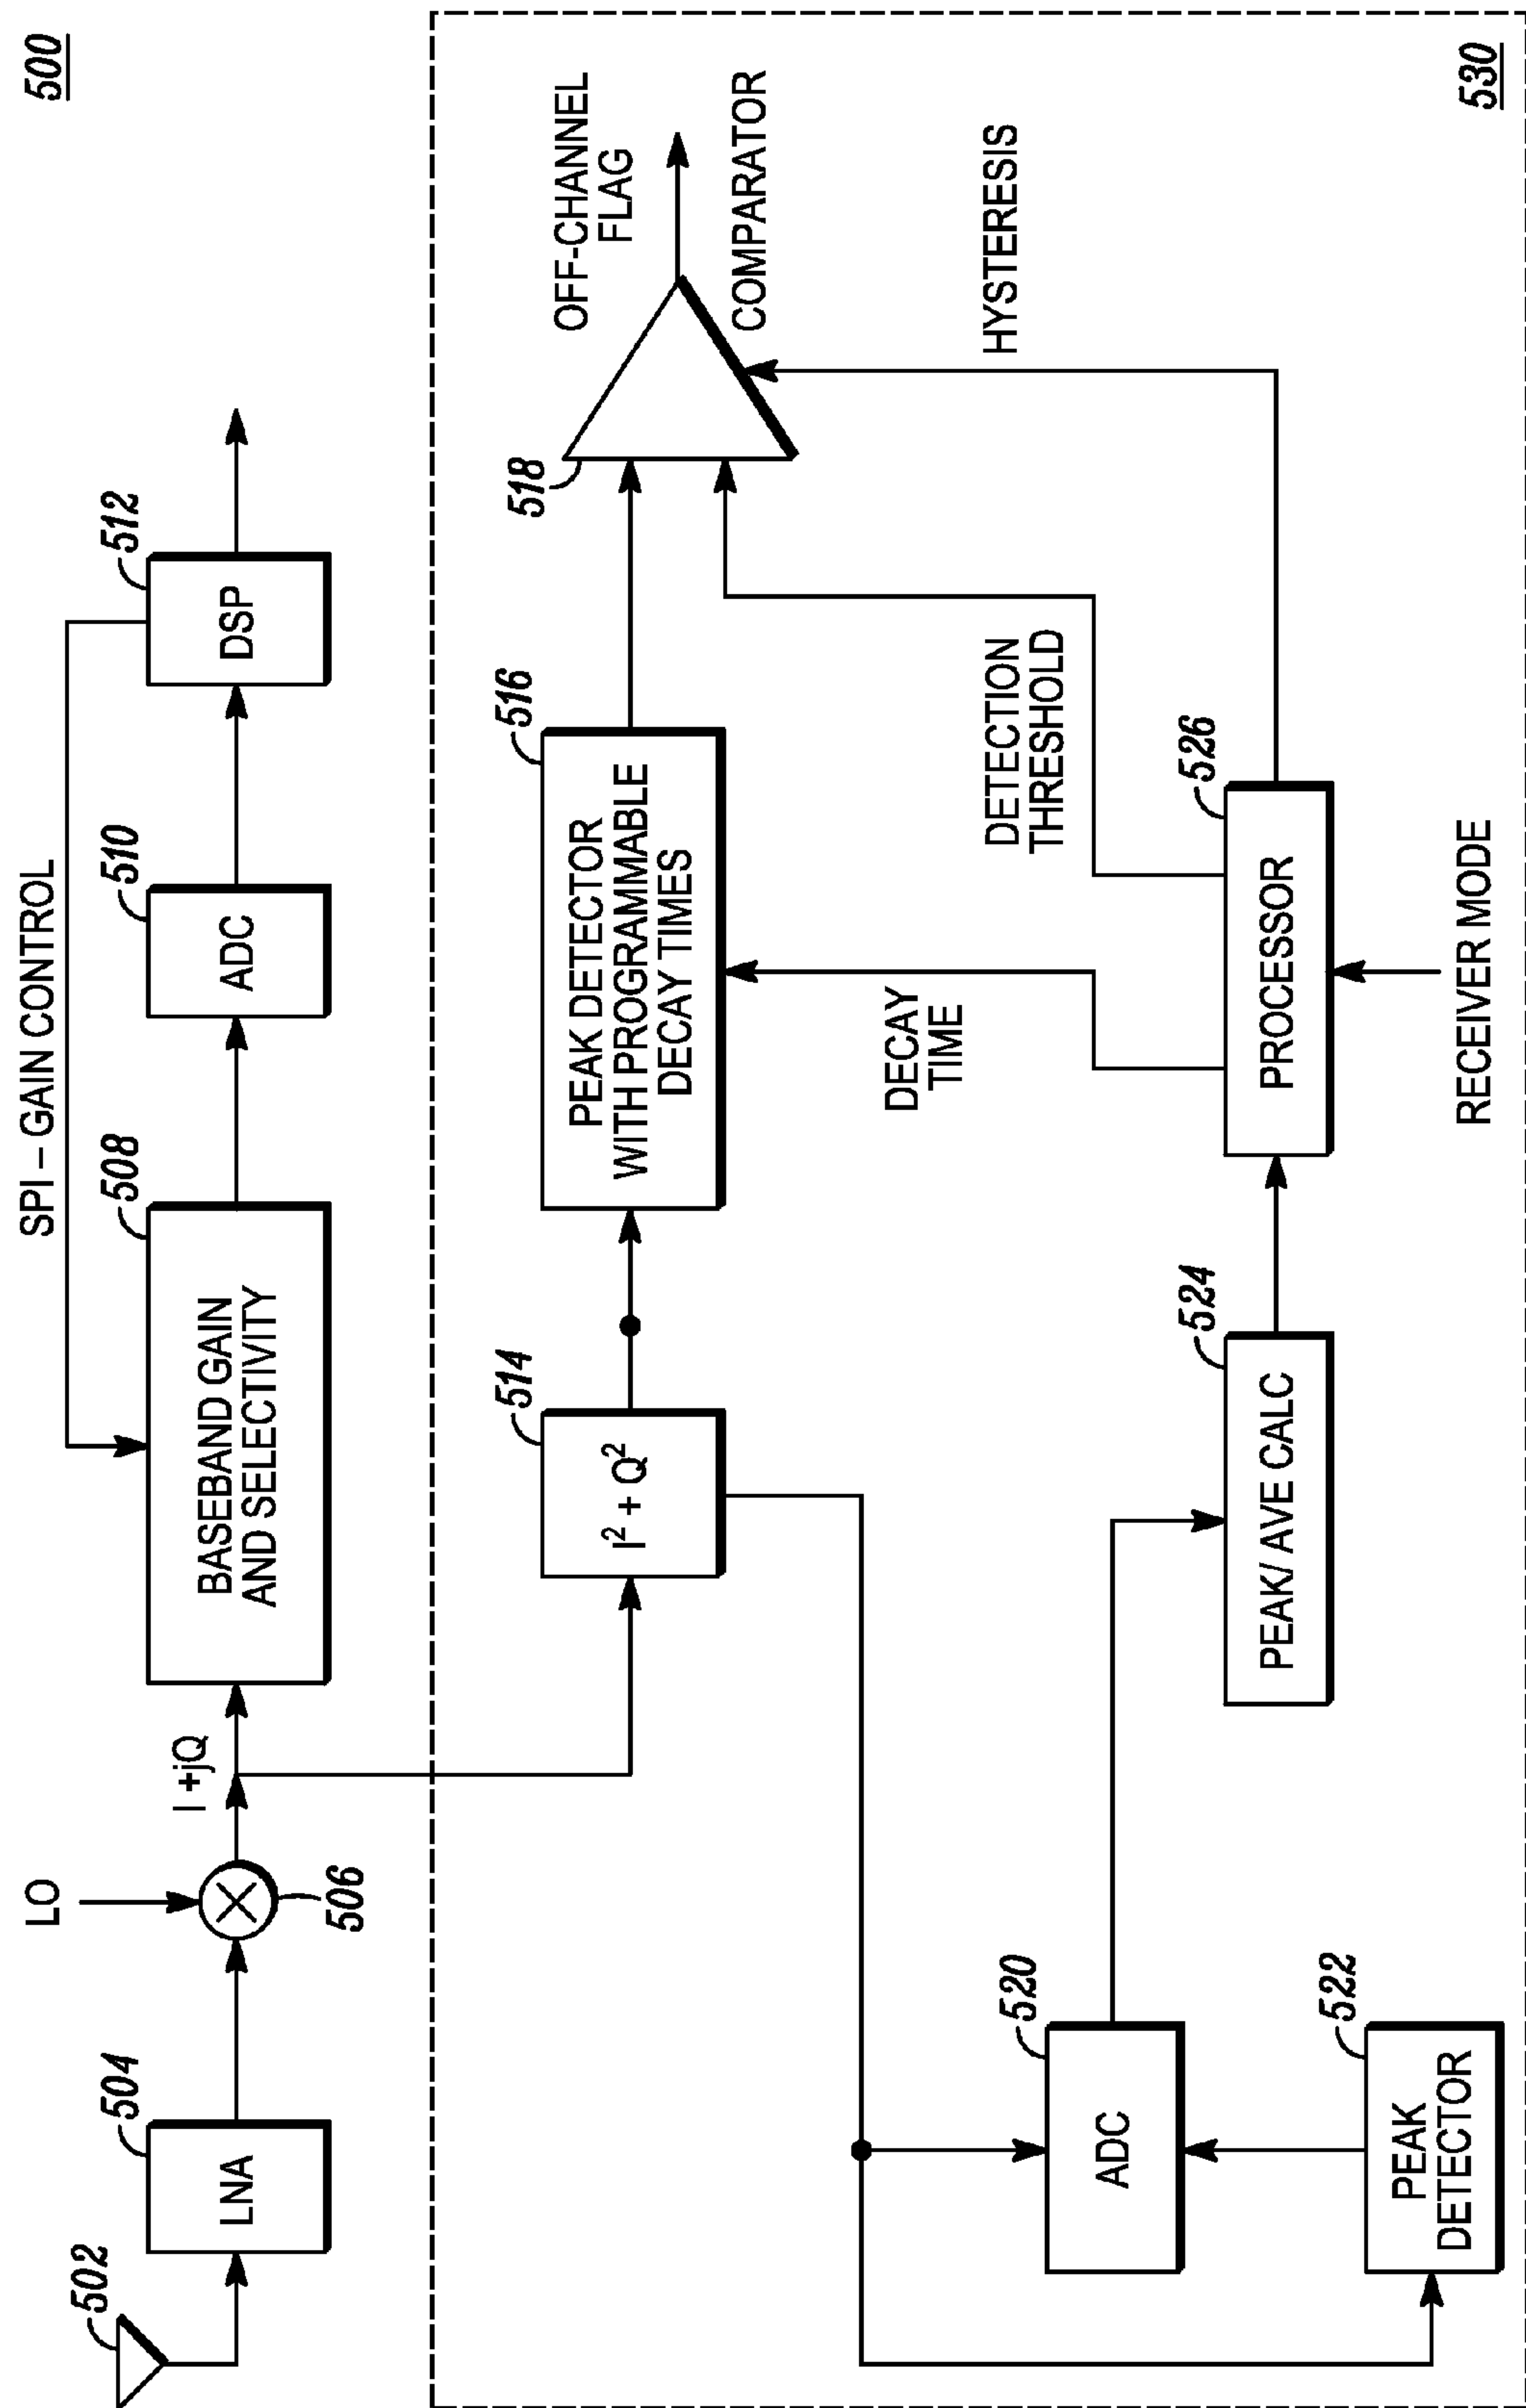 500
SPI – GAIN CONTROL
502
504
LNA
LO
506
I +jQ
508
BASEBAND GAIN
AND SELECTIVITY
510
ADC
512
DSP
514
I² + Q²
516
PEAK DETECTOR
WITH PROGRAMMABLE
DECAY TIMES
518
OFF-CHANNEL
FLAG
COMPARATOR
DECAY
TIME
DETECTION
THRESHOLD
HYSTERESIS
520
ADC
522
PEAK
DETECTOR
524
PEAK/ AVE CALC
526
PROCESSOR
RECEIVER MODE
530